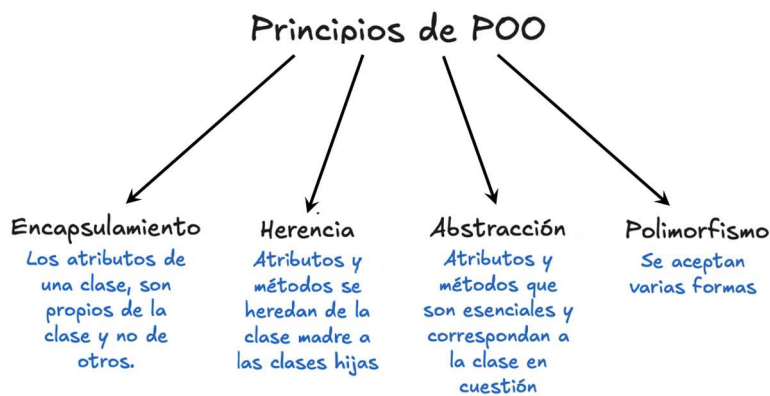 Principios de POO
Encapsulamiento
Los atributos de
una clase, son
propios de la
clase y no de
otros.
Herencia
Atributos y
métodos se
heredan de la
clase madre a
las clases hijas
Abstracción
Atributos y
métodos que
son esenciales y
correspondan a
la clase en
cuestión
Polimorfismo
Se aceptan
varias formas